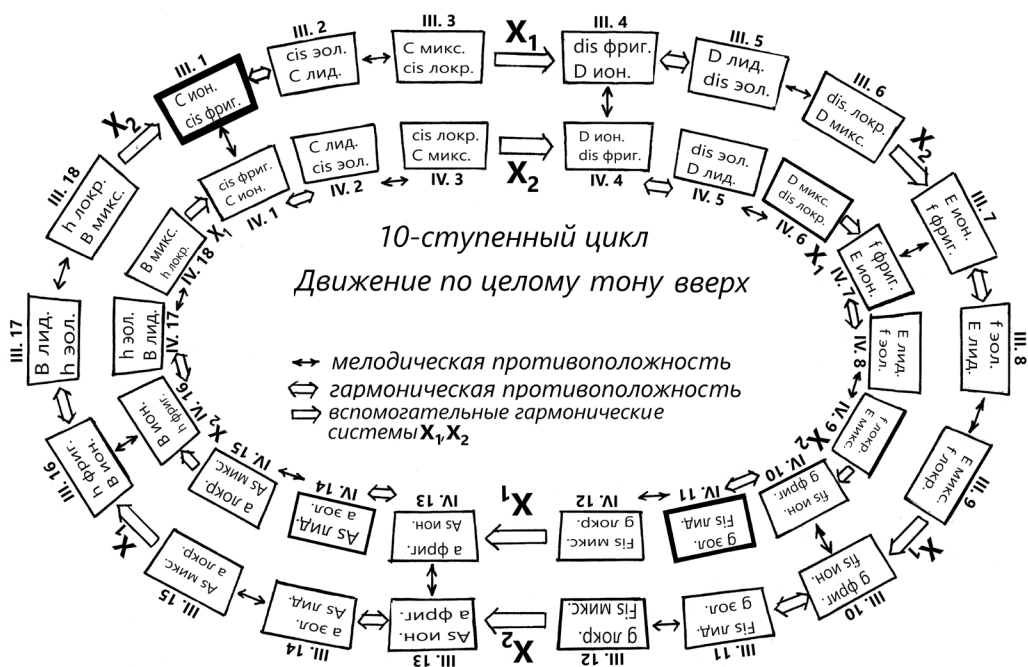 III. 1
C ион.
cis фриг.
III. 2
cis эол.
C лид.
III. 3
C микс.
cis локр.
X₁
III. 4
dis фриг.
D ион.
III. 5
D лид.
dis эол.
III. 6
dis. локр.
D микс.
X₂
III. 7
E ион.
f фриг.
III. 8
f эол.
E лид.
III. 9
E микс.
f локр.
X₁
III. 10
g фриг.
fis ион.
III. 11
Fis лид.
g эол.
III. 12
g локр.
Fis микс.
X₂
III. 13
As ион.
a фриг.
III. 14
a эол.
As лид.
III. 15
As микс.
a локр.
X₁
III. 16
h фриг.
B ион.
III. 17
B лид.
h эол.
III. 18
h локр.
B микс.
X₂
IV. 1
cis фриг.
C ион.
IV. 2
C лид.
cis эол.
IV. 3
cis локр.
C микс.
X₂
IV. 4
D ион.
dis фриг.
IV. 5
dis эол.
D лид.
IV. 6
D микс.
dis локр.
X₁
IV. 7
f фриг.
E ион.
IV. 8
E лид.
f эол.
IV. 9
f локр.
E микс.
X₂
IV. 10
fis ион.
g фриг.
IV. 11
g эол.
Fis лид.
IV. 12
Fis микс.
g локр.
X₁
IV. 13
a фриг.
As ион.
IV. 14
As лид.
a эол.
IV. 15
a локр.
As микс.
X₂
IV. 16
B ион.
h фриг.
IV. 17
h эол.
B лид.
IV. 18
B микс.
h локр.
X₁
10-ступенный цикл
Движение по целому тону вверх
мелодическая противоположность
гармоническая противоположность
вспомогательные гармонические
системы X₁,X₂